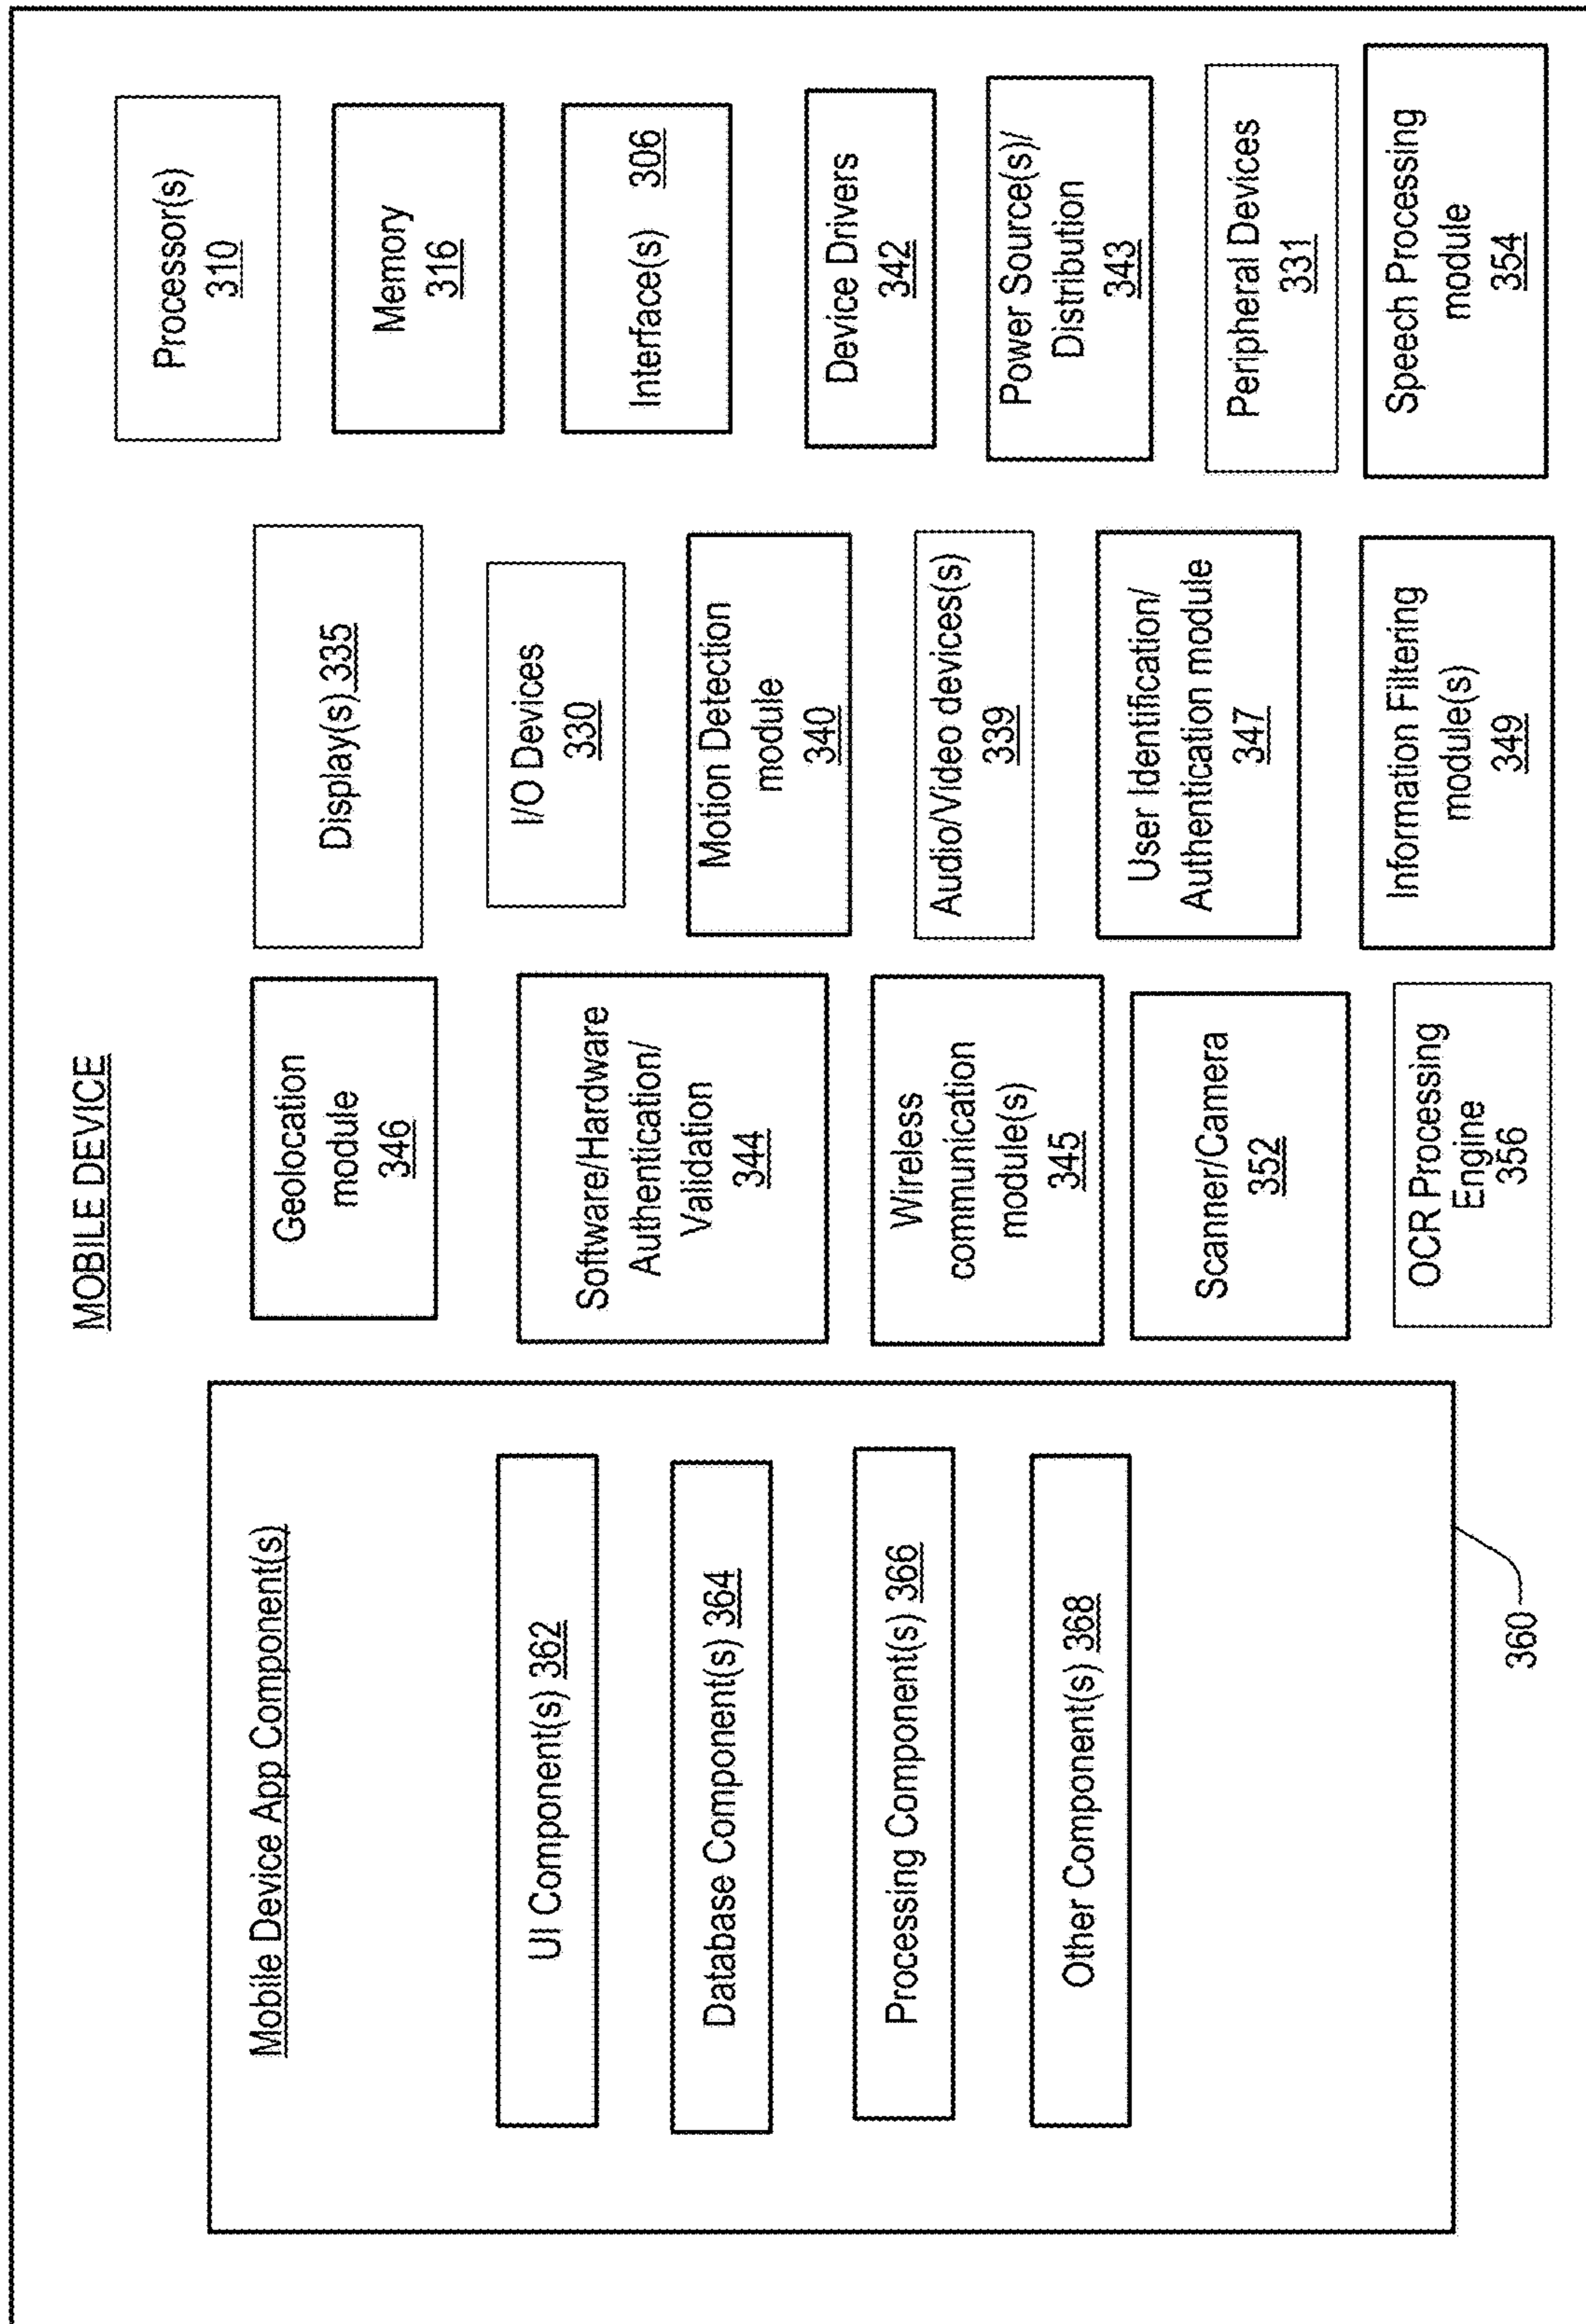 MOBILE DEVICE
Mobile Device App Component(s)
UI Component(s) 362
Database Component(s) 364
Processing Component(s) 366
Other Component(s) 368
360
Geolocation
module
346
Software/Hardware
Authentication/
Validation
344
Wireless
communication
module(s)
345
Scanner/Camera
352
OCR Processing
Engine
356
Display(s) 335
I/O Devices
330
Motion Detection
module
340
Audio/Video devices(s)
339
User Identification/
Authentication module
347
Information Filtering
module(s)
349
Processor(s)
310
Memory
316
Interface(s) 306
Device Drivers
342
Power Source(s)/
Distribution
343
Peripheral Devices
331
Speech Processing
module
354